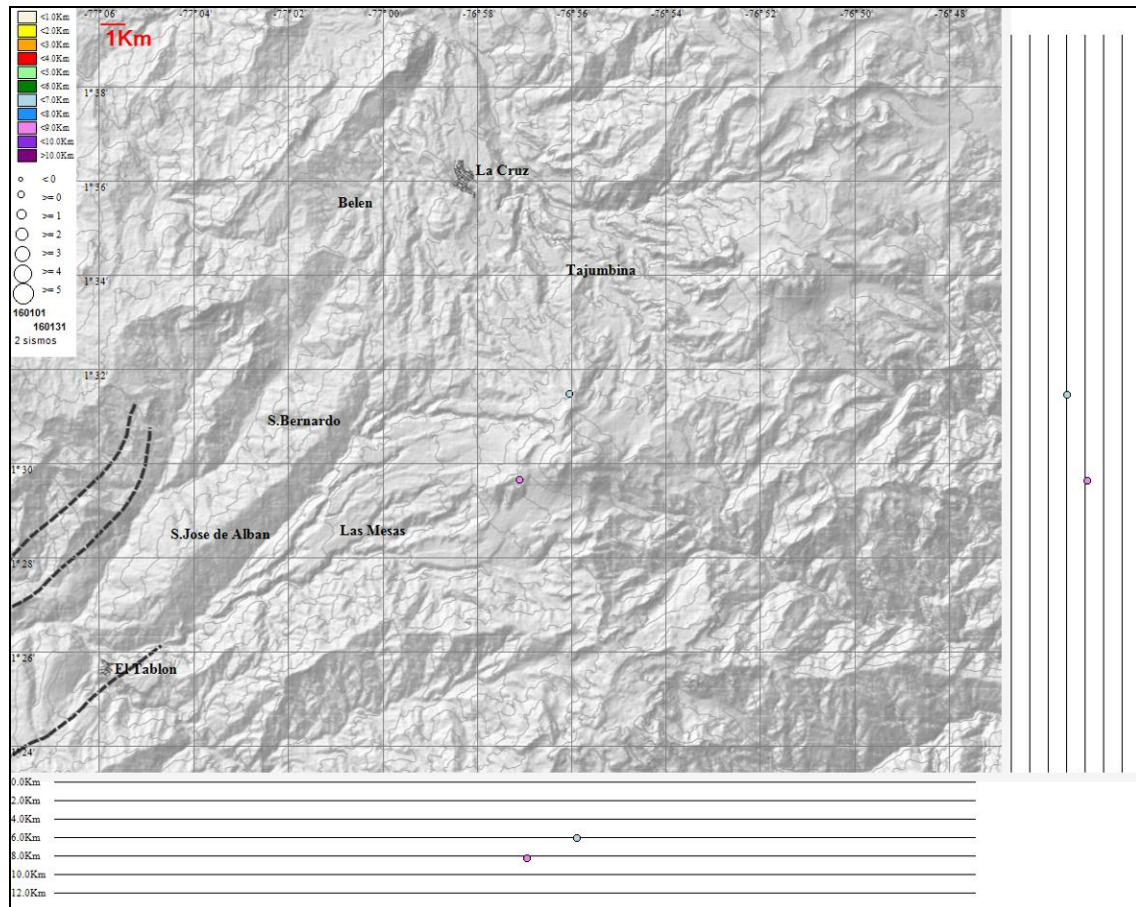 -77°06' -77°04' -77°02' -77°00' -76°58' -76°56' -76°54' -76°52' -76°50' -76°48'
1Km
<1.0Km
<2.0Km
<3.0Km
<4.0Km
<5.0Km
<6.0Km
<7.0Km
<8.0Km
<9.0Km
<10.0Km
>10.0Km
< 0
>= 0
>= 1
>= 2
>= 3
>= 4
>= 5
160101
160131
2 sismos
1°38'
1°36'
1°34'
1°32'
1°30'
1°28'
1°26'
1°24'
La Cruz
Belen
Tajumbina
S.Bernardo
S.Jose de Alban
Las Mesas
El Tablon
0.0Km
2.0Km
4.0Km
6.0Km
8.0Km
10.0Km
12.0Km